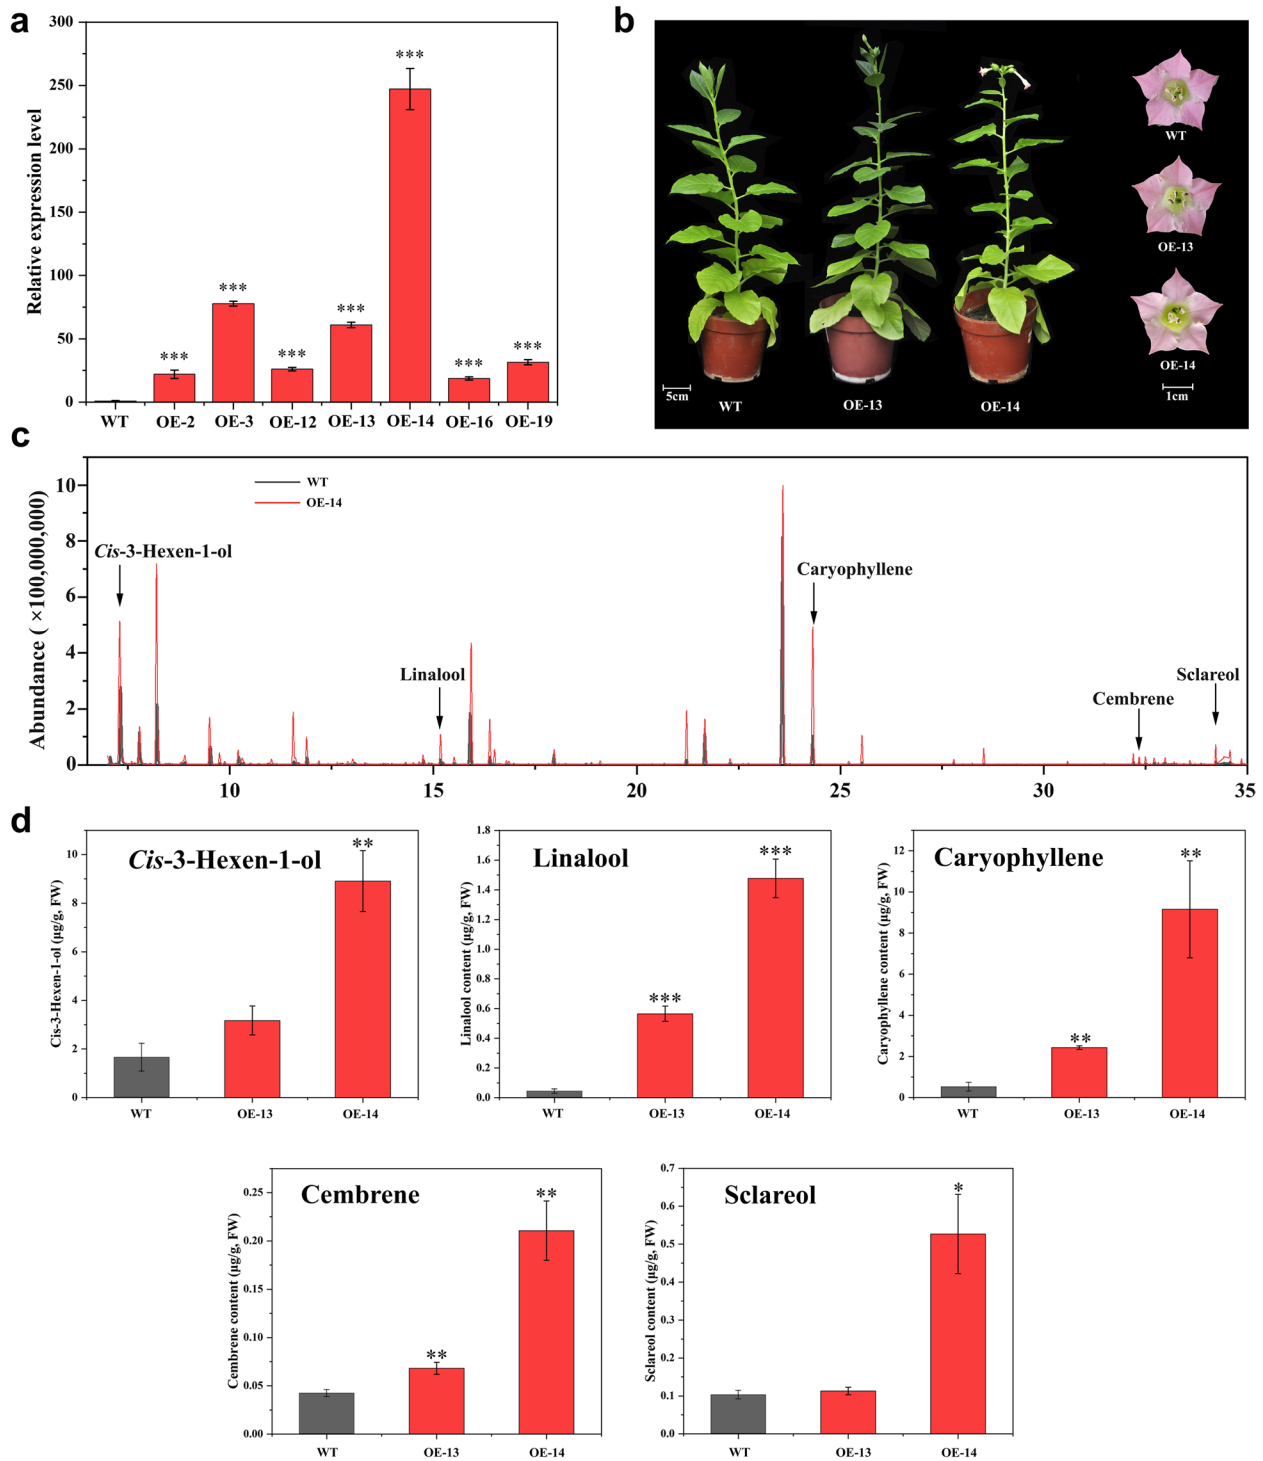 a
Relative expression level
300
250
200
150
100
50
0
***
***
***
***
***
***
***
WT
OE-2
OE-3
OE-12
OE-13
OE-14
OE-16
OE-19
b
WT
OE-13
OE-14
5cm
WT
OE-13
OE-14
1cm
c
Abundance ( ×100,000,000)
10
8
6
4
2
0
WT
OE-14
Cis-3-Hexen-1-ol
Linalool
Caryophyllene
Cembrene
Sclareol
10
15
20
25
30
35
d
Cis-3-Hexen-1-ol
Cis-3-Hexen-1-ol (μg/g, FW)
10
8
6
4
2
0
**
WT
OE-13
OE-14
Linalool
Linalool content (μg/g, FW)
1.8
1.6
1.4
1.2
1.0
0.8
0.6
0.4
0.2
0.0
***
***
WT
OE-13
OE-14
Caryophyllene
Caryophyllene content (μg/g, FW)
12
10
8
6
4
2
0
**
**
WT
OE-13
OE-14
Cembrene
Cembrene content (μg/g, FW)
0.25
0.20
0.15
0.10
0.05
0.00
**
**
WT
OE-13
OE-14
Sclareol
Sclareol content (μg/g, FW)
0.7
0.6
0.5
0.4
0.3
0.2
0.1
0.0
*
WT
OE-13
OE-14